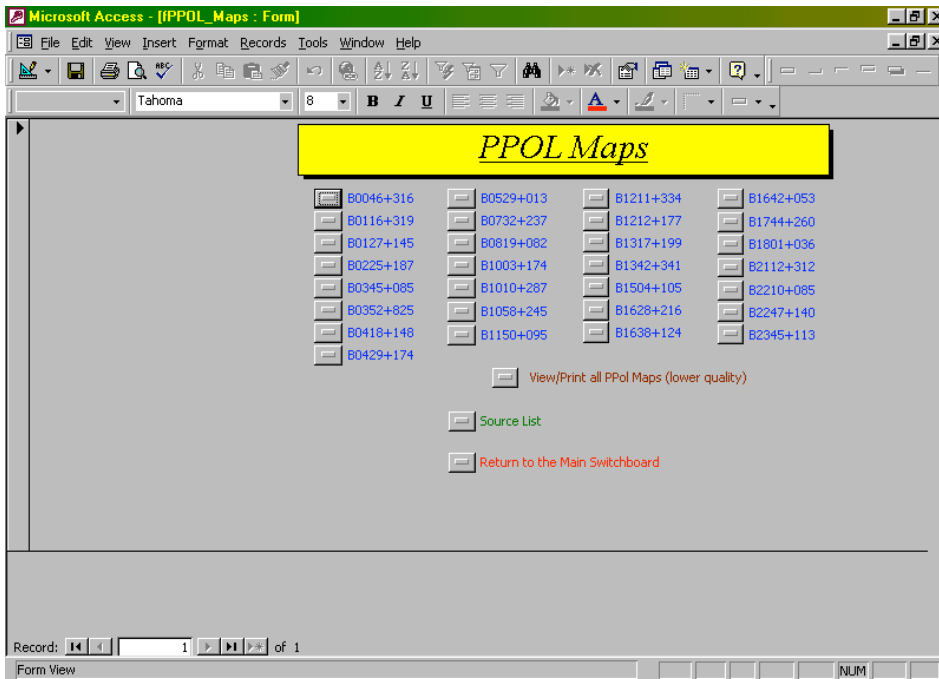 Microsoft Access - [fPPOL_Maps : Form]
File Edit View Insert Format Records Tools Window Help
Tahoma 8 B I U
PPOL Maps
B0046+316 B0529+013 B1211+334 B1642+053
B0116+319 B0732+237 B1212+177 B1744+260
B0127+145 B0819+082 B1317+199 B1801+036
B0225+187 B1003+174 B1342+341 B2112+312
B0345+085 B1010+287 B1504+105 B2210+085
B0352+825 B1058+245 B1628+216 B2247+140
B0418+148 B1150+095 B1638+124 B2345+113
B0429+174
View/Print all PPol Maps (lower quality)
Source List
Return to the Main Switchboard
Record: 1 of 1
Form View NUM